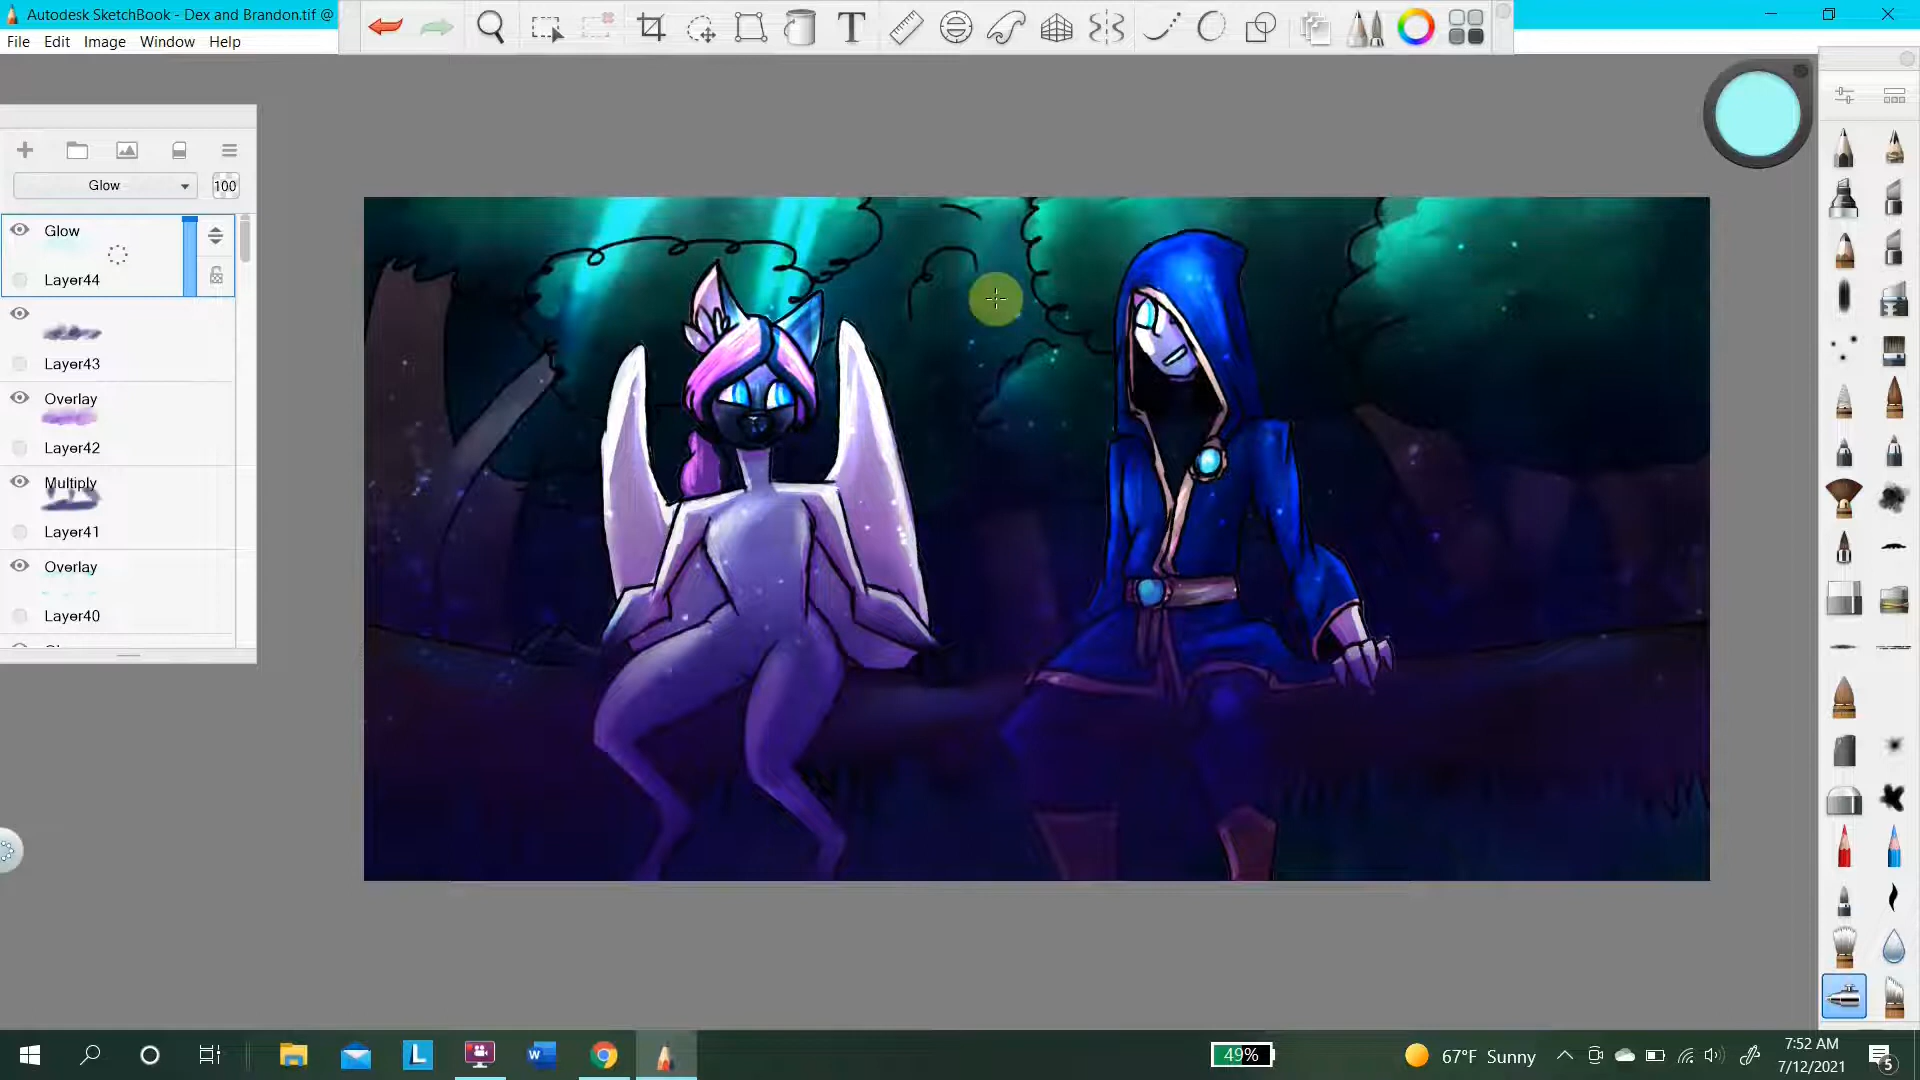 Autodesk SketchBook - Dex and Brandon.tif @
File Edit Image Window Help
T
Glow 100
Glow
Layer44
Layer43
Overlay
Layer42
Multiply
Layer41
Overlay
Layer40
L
W
49%
67°F Sunny
7:52 AM
7/12/2021
5